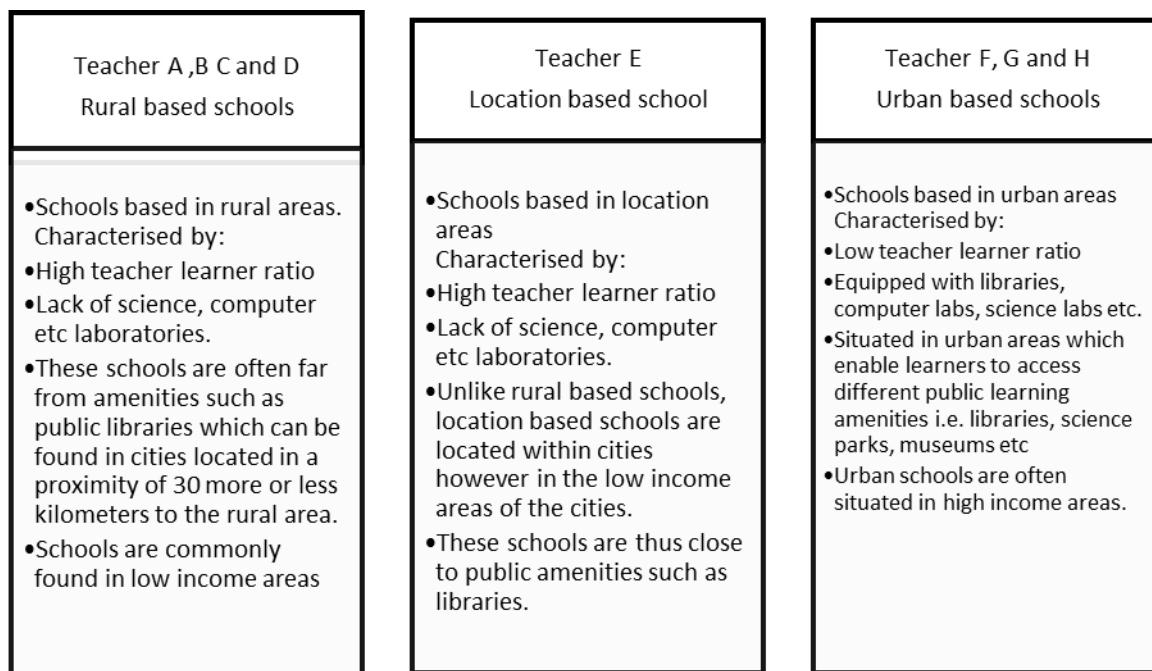 Teacher A ,B C and D
Rural based schools
•Schools based in rural areas.
Characterised by:
•High teacher learner ratio
•Lack of science, computer
etc laboratories.
•These schools are often far
from amenities such as
public libraries which can be
found in cities located in a
proximity of 30 more or less
kilometers to the rural area.
•Schools are commonly
found in low income areas
Teacher E
Location based school
•Schools based in location
areas
Characterised by:
•High teacher learner ratio
•Lack of science, computer
etc laboratories.
•Unlike rural based schools,
location based schools are
located within cities
however in the low income
areas of the cities.
•These schools are thus close
to public amenities such as
libraries.
Teacher F, G and H
Urban based schools
•Schools based in urban areas
Characterised by:
•Low teacher learner ratio
•Equipped with libraries,
computer labs, science labs etc.
•Situated in urban areas which
enable learners to access
different public learning
amenities i.e. libraries, science
parks, museums etc
•Urban schools are often
situated in high income areas.